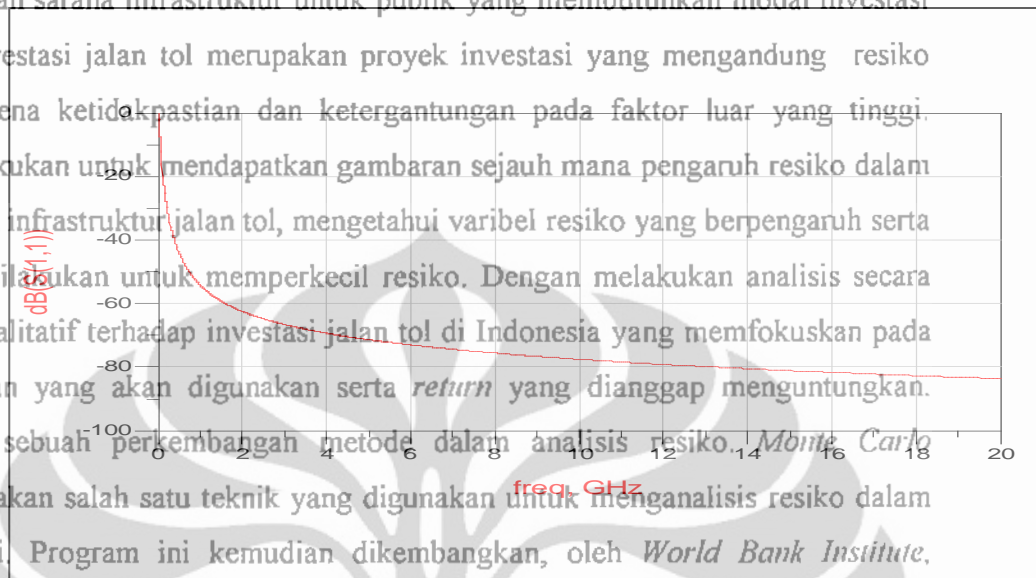 an sarana infrastruktur untuk publik yang membutuhkan modal investasi
vestasi jalan tol merupakan proyek investasi yang mengandung resiko
ena ketidakpastian dan ketergantungan pada faktor luar yang tinggi.
ukan untuk mendapatkan gambaran sejauh mana pengaruh resiko dalam
infrastruktur jalan tol, mengetahui varibel resiko yang berpengaruh serta
ilakukan untuk memperkecil resiko. Dengan melakukan analisis secara
alitatif terhadap investasi jalan tol di Indonesia yang memfokuskan pada
an yang akan digunakan serta return yang dianggap menguntungkan.
sebuah perkembangan metode dalam analisis resiko. Monte Carlo
akan salah satu teknik yang digunakan untuk menganalisis resiko dalam
i. Program ini kemudian dikembangkan, oleh World Bank Institute,
dB(S(1,1))
0
-20
-40
-60
-80
-100
0 2 4 6 8 10 12 14 16 18 20
freq, GHz